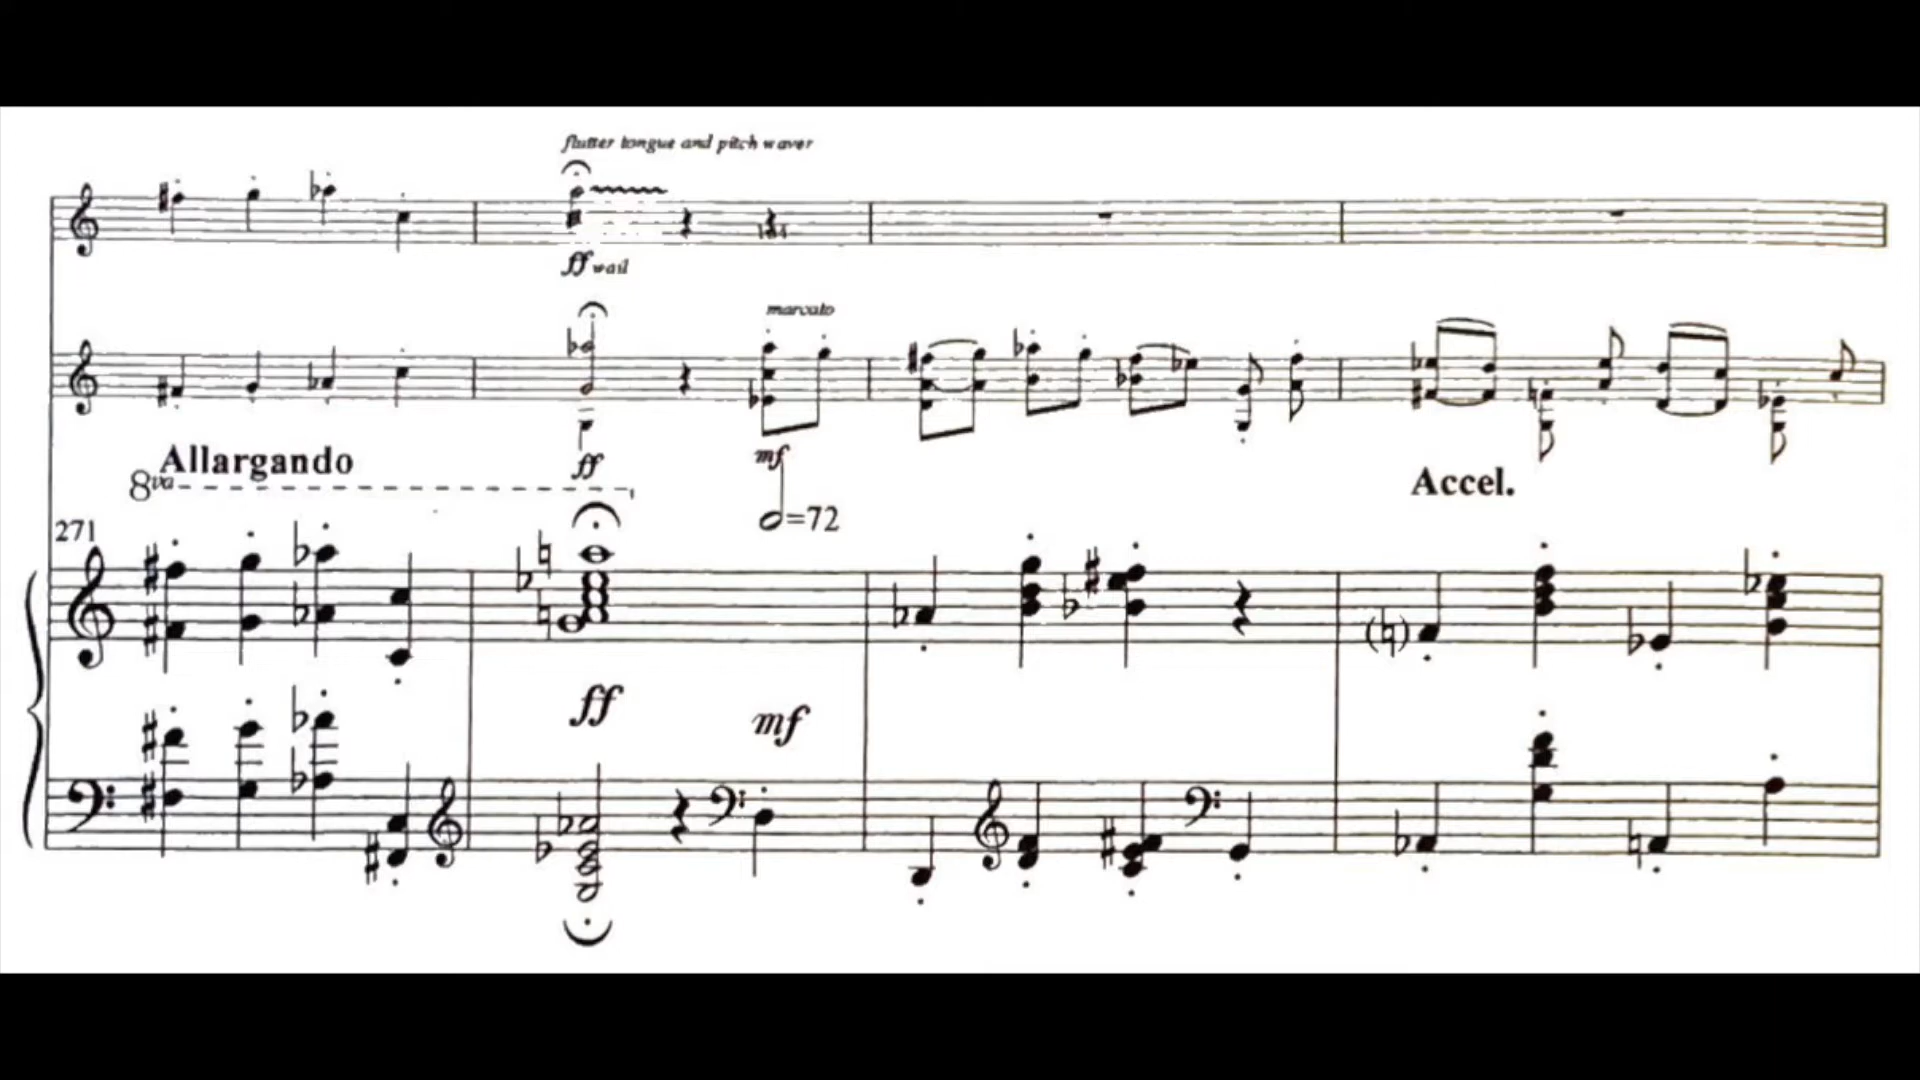 flutter tongue and pitch waver
ff wail
marcato
Allargando
ff
mf
8va
=72
Accel.
271
ff
mf